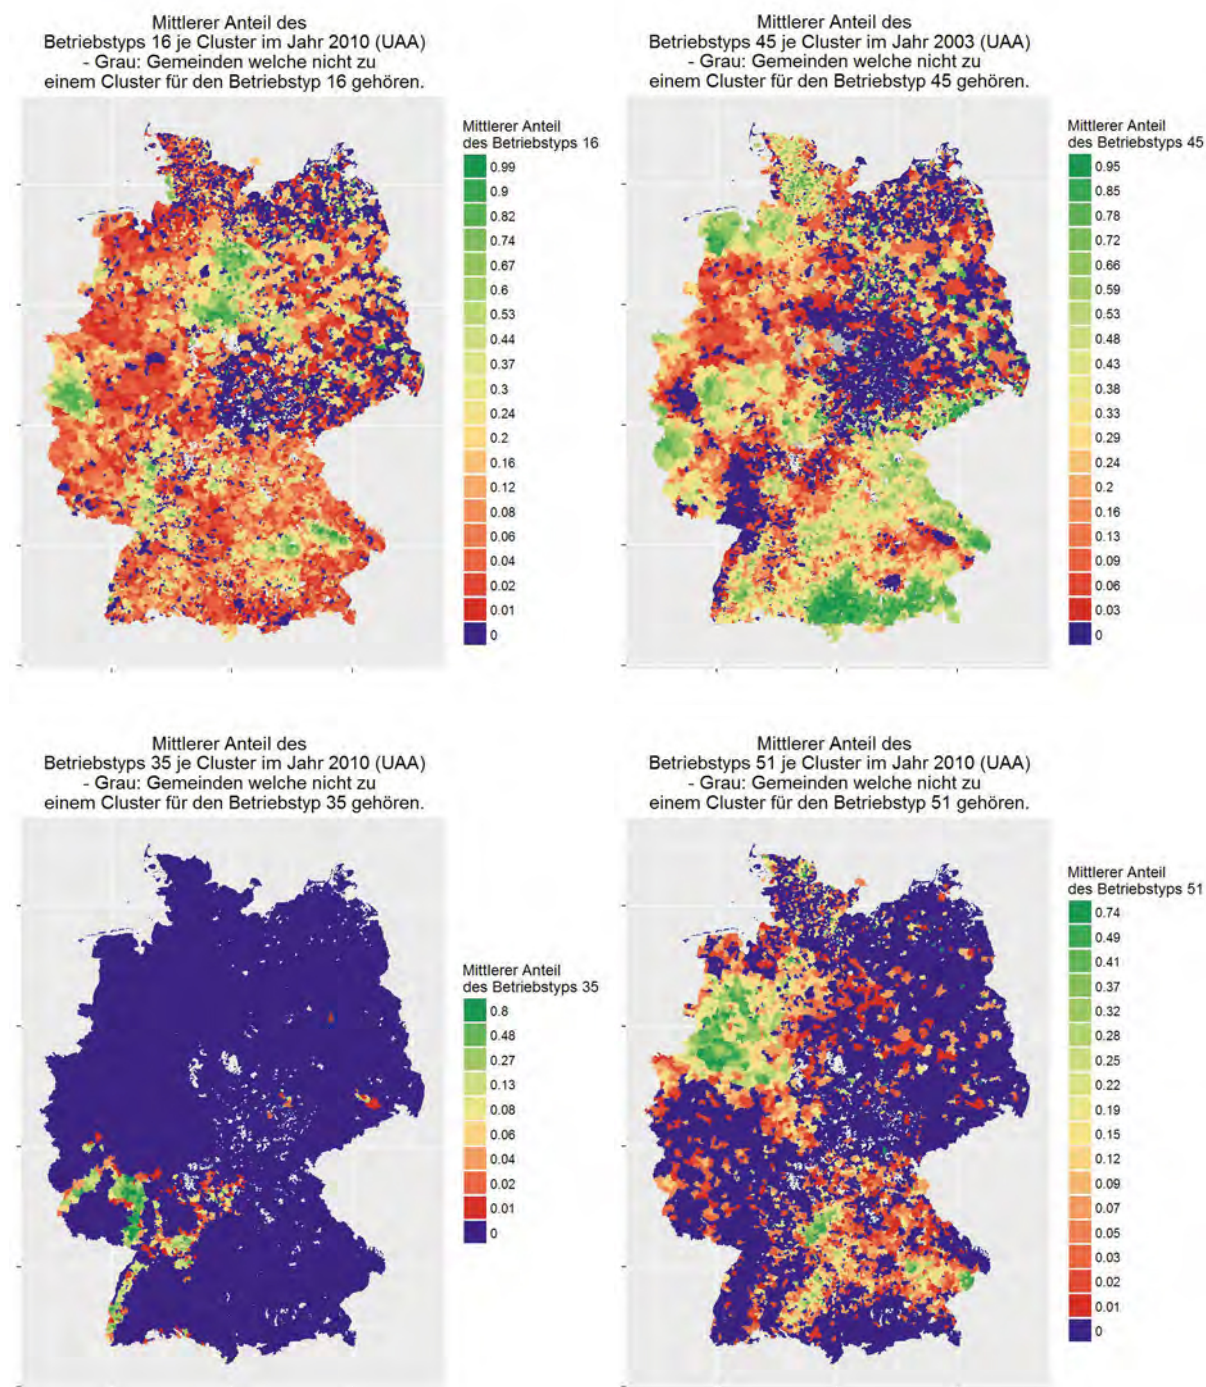 Mittlerer Anteil des
Betriebstyps 16 je Cluster im Jahr 2010 (UAA)
- Grau: Gemeinden welche nicht zu
einem Cluster für den Betriebstyp 16 gehören.
Mittlerer Anteil
des Betriebstyps 16
0.99
0.9
0.82
0.74
0.67
0.6
0.53
0.44
0.37
0.3
0.24
0.2
0.16
0.12
0.08
0.06
0.04
0.02
0.01
0
Mittlerer Anteil des
Betriebstyps 45 je Cluster im Jahr 2003 (UAA)
- Grau: Gemeinden welche nicht zu
einem Cluster für den Betriebstyp 45 gehören.
Mittlerer Anteil
des Betriebstyps 45
0.95
0.85
0.78
0.72
0.66
0.59
0.53
0.48
0.43
0.38
0.33
0.29
0.24
0.2
0.16
0.13
0.09
0.06
0.03
0
Mittlerer Anteil des
Betriebstyps 35 je Cluster im Jahr 2010 (UAA)
- Grau: Gemeinden welche nicht zu
einem Cluster für den Betriebstyp 35 gehören.
Mittlerer Anteil
des Betriebstyps 35
0.8
0.48
0.27
0.13
0.08
0.06
0.04
0.02
0.01
0
Mittlerer Anteil des
Betriebstyps 51 je Cluster im Jahr 2010 (UAA)
- Grau: Gemeinden welche nicht zu
einem Cluster für den Betriebstyp 51 gehören.
Mittlerer Anteil
des Betriebstyps 51
0.74
0.49
0.41
0.37
0.32
0.28
0.25
0.22
0.19
0.15
0.12
0.09
0.07
0.05
0.03
0.02
0.01
0